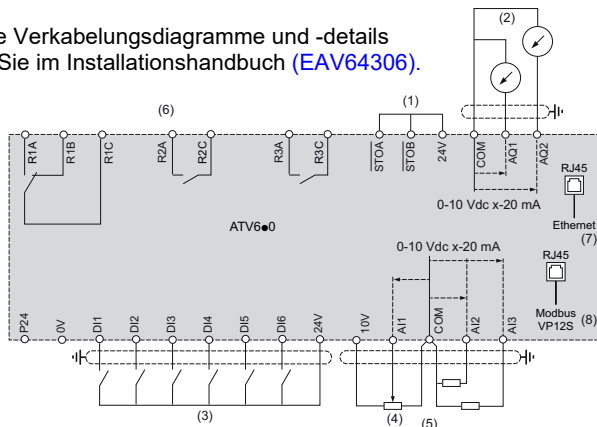 e Verkabelungsdiagramme und -details
Sie im Installationshandbuch (EAV64306).
(2)
(6)
(1)
R1A
R1B
R1C
R2A
R2C
R3A
R3C
STOA
STOB
24V
COM
AQ1
AQ2
RJ45
0-10 Vdc x-20 mA
Ethernet
(7)
ATV6●0
0-10 Vdc x-20 mA
RJ45
Modbus
VP12S
(8)
P24
0V
DI1
DI2
DI3
DI4
DI5
DI6
24V
10V
AI1
COM
AI2
AI3
(3)
(4)
(5)